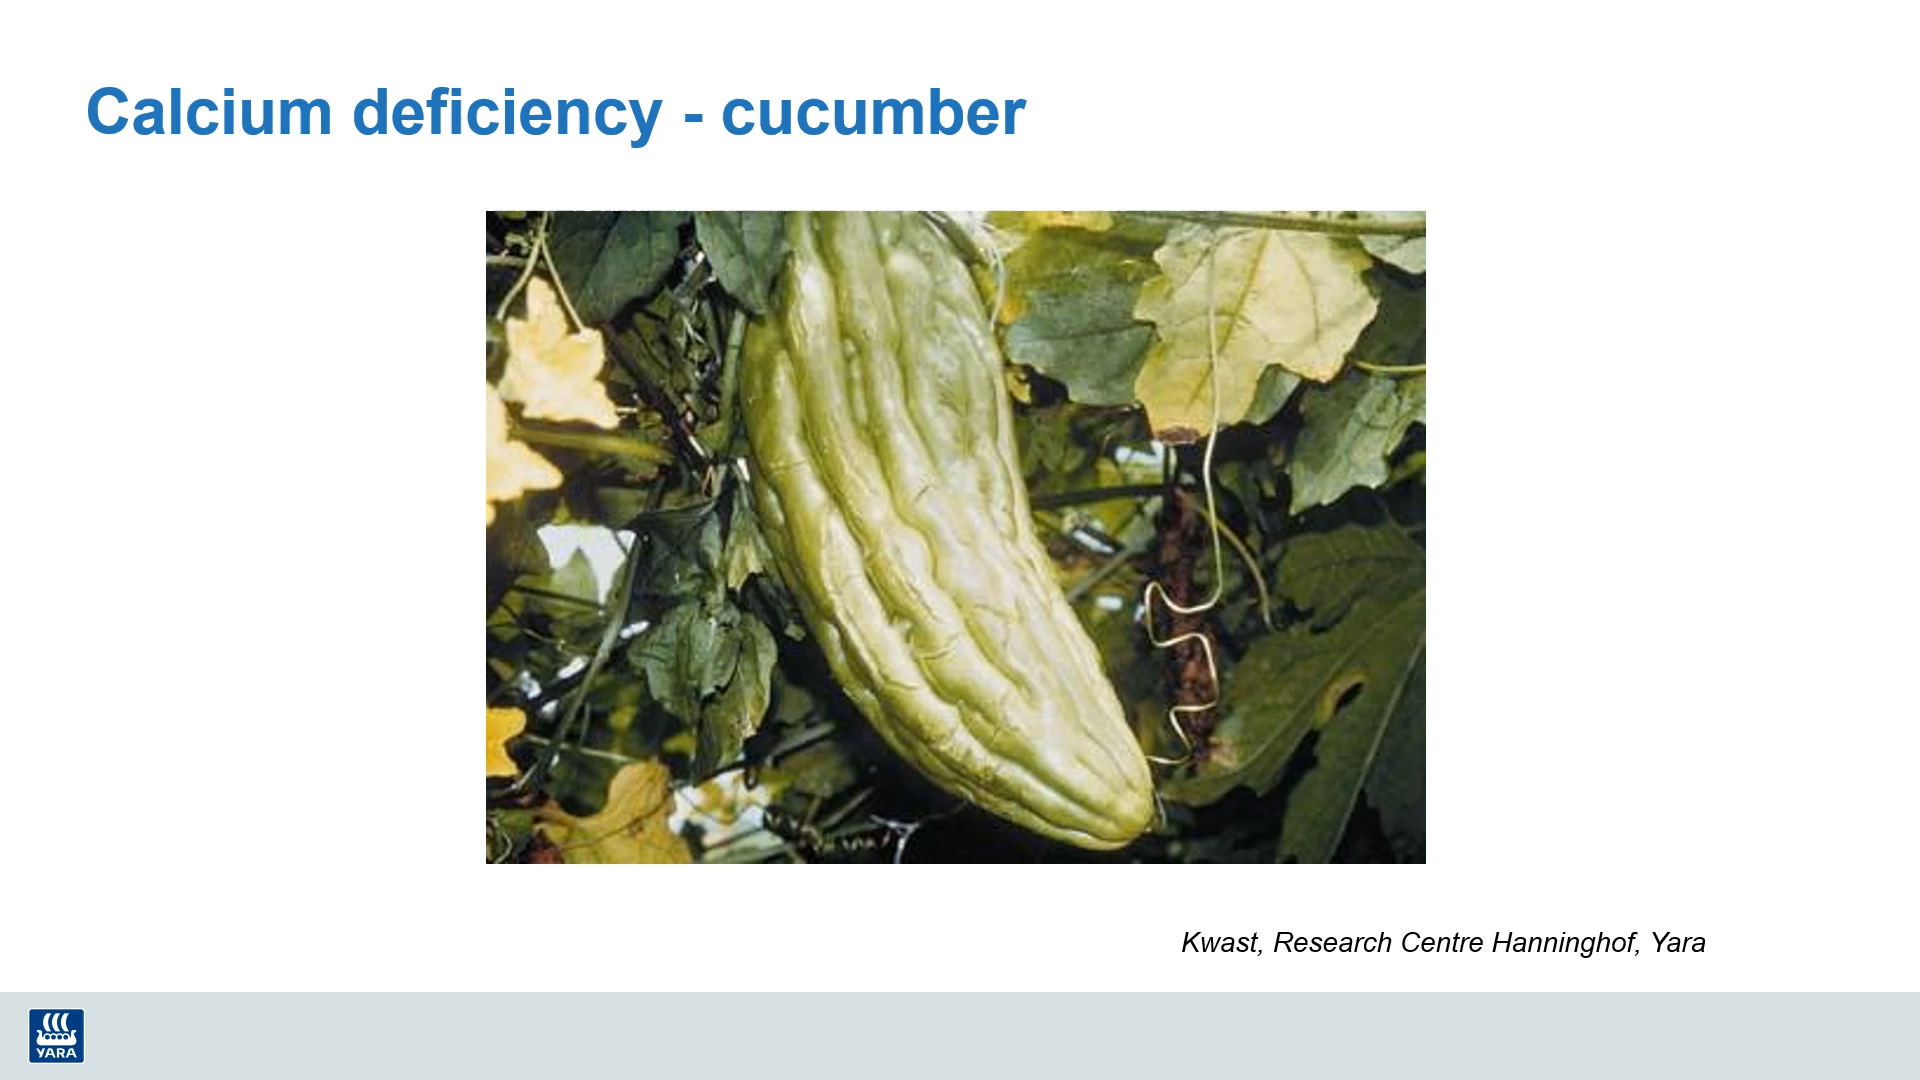 Calcium deficiency - cucumber
Kwast, Research Centre Hanninghof, Yara
YARA